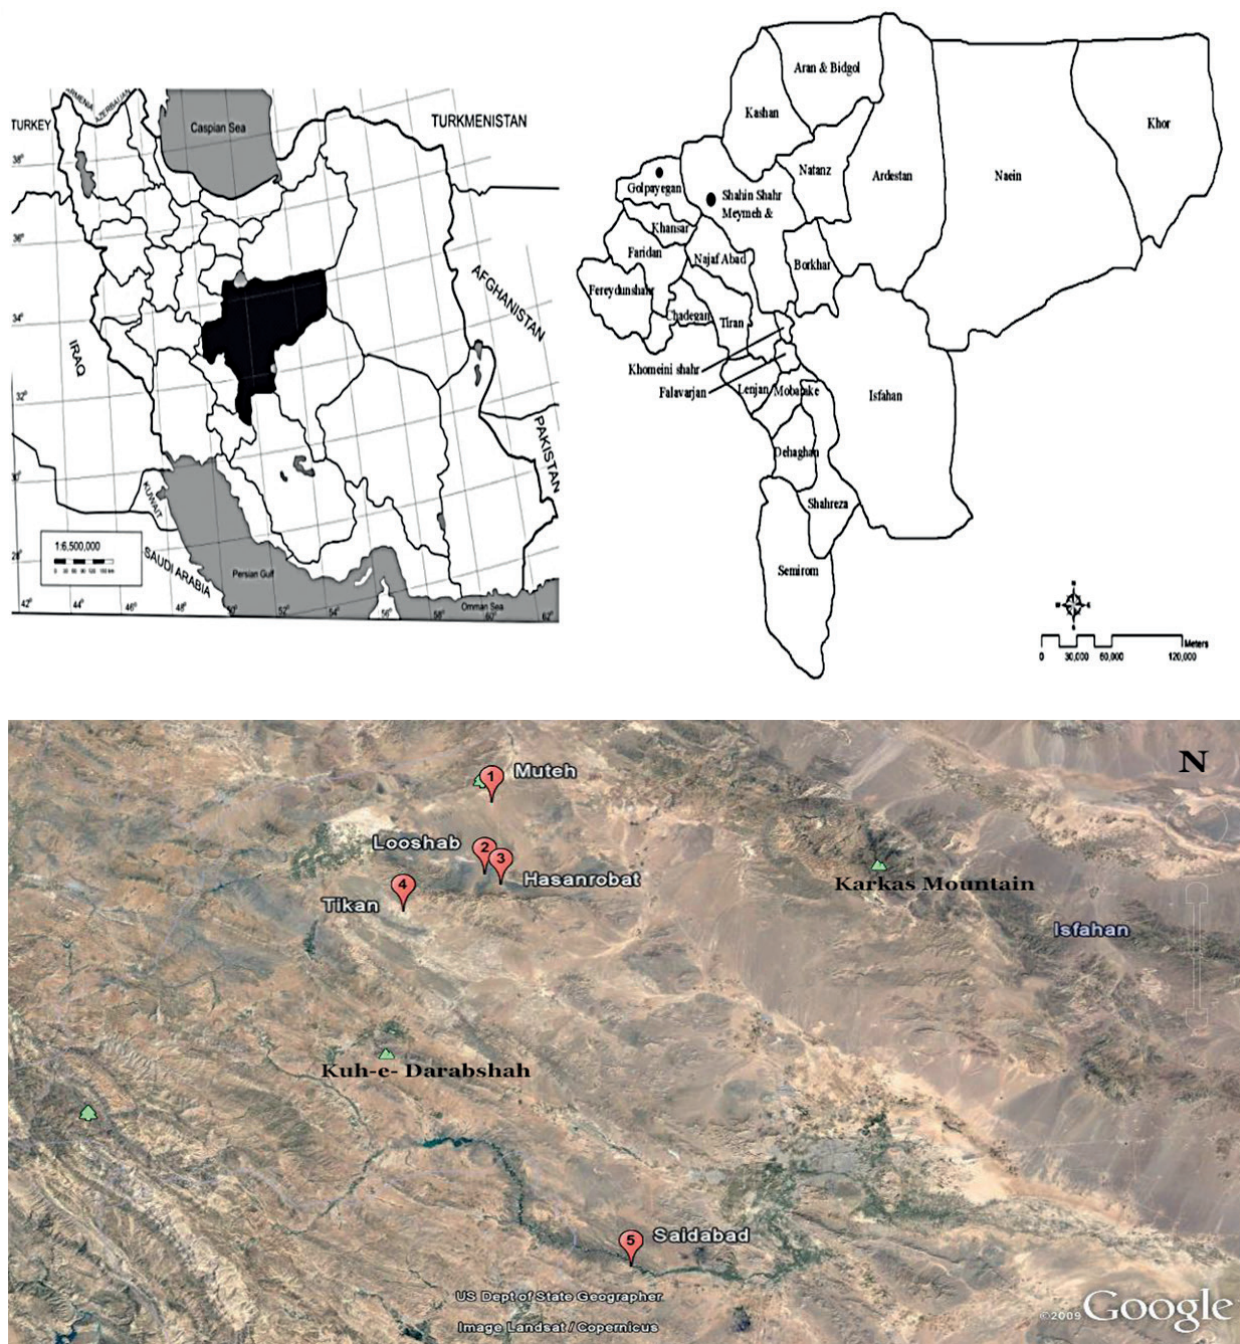 ARMENIA
AZERBAIJAN
TURKEY
Caspian Sea
TURKMENISTAN
38°
36°
34°
32°
30°
28°
AFGHANISTAN
IRAQ
PAKISTAN
KUWAIT
SAUDI ARABIA
1:6,500,000
Persian Gulf
Omman Sea
42°
44°
46°
48°
50°
52°
54°
56°
58°
60°
62°
Aran & Bidgol
Kashan
Khor
Natanz
Ardestan
Naein
Golpayegan
Shahin Shahr
Meymeh &
Khansar
Faridan
Najaf Abad
Borkhar
Fereydunshahr
Chadegan
Tiran
Khomeini shahr
Falavarjan
Lenjan
Mobarake
Isfahan
Dehaghan
Shahreza
Semirom
Meters
0 30,000 60,000 120,000
N
1 Muteh
Looshab 2
3 Hasanrobat
4
Tikan
Karkas Mountain
Isfahan
Kuh-e- Darabshah
5 Saidabad
US Dept of State Geographer
Image Landsat / Copernicus
©2009 Google